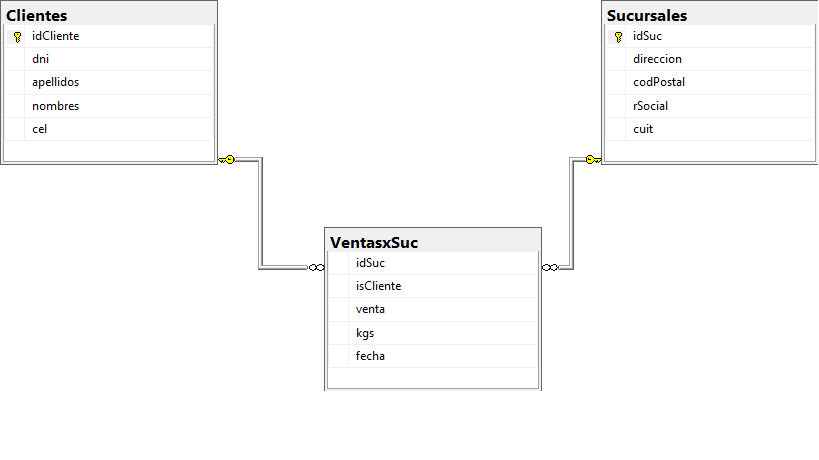 Clientes
idCliente
dni
apellidos
nombres
cel
Sucursales
idSuc
direccion
codPostal
rSocial
cuit
VentasxSuc
idSuc
isCliente
venta
kgs
fecha